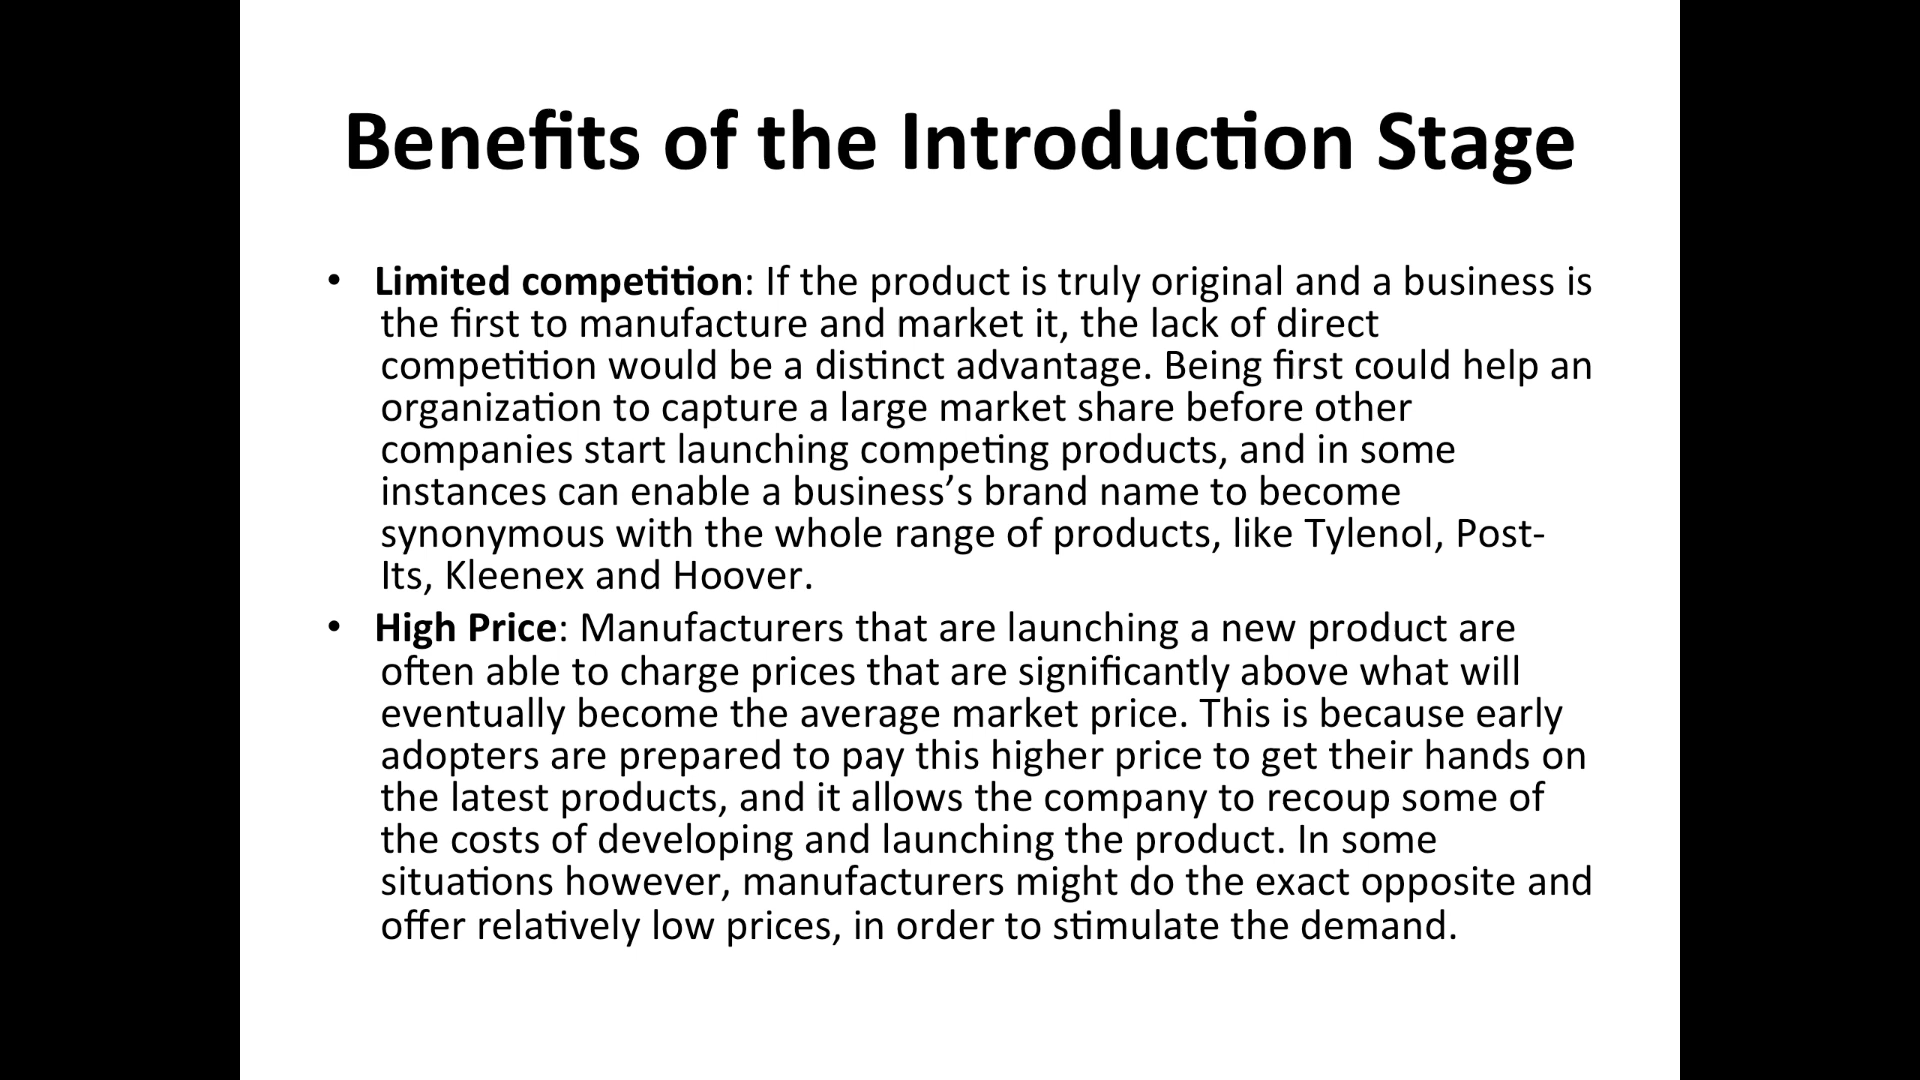 Benefits of the Introduction Stage
• Limited competition: If the product is truly original and a business is
the first to manufacture and market it, the lack of direct
competition would be a distinct advantage. Being first could help an
organization to capture a large market share before other
companies start launching competing products, and in some
instances can enable a business’s brand name to become
synonymous with the whole range of products, like Tylenol, Post-
Its, Kleenex and Hoover.
• High Price: Manufacturers that are launching a new product are
often able to charge prices that are significantly above what will
eventually become the average market price. This is because early
adopters are prepared to pay this higher price to get their hands on
the latest products, and it allows the company to recoup some of
the costs of developing and launching the product. In some
situations however, manufacturers might do the exact opposite and
offer relatively low prices, in order to stimulate the demand.